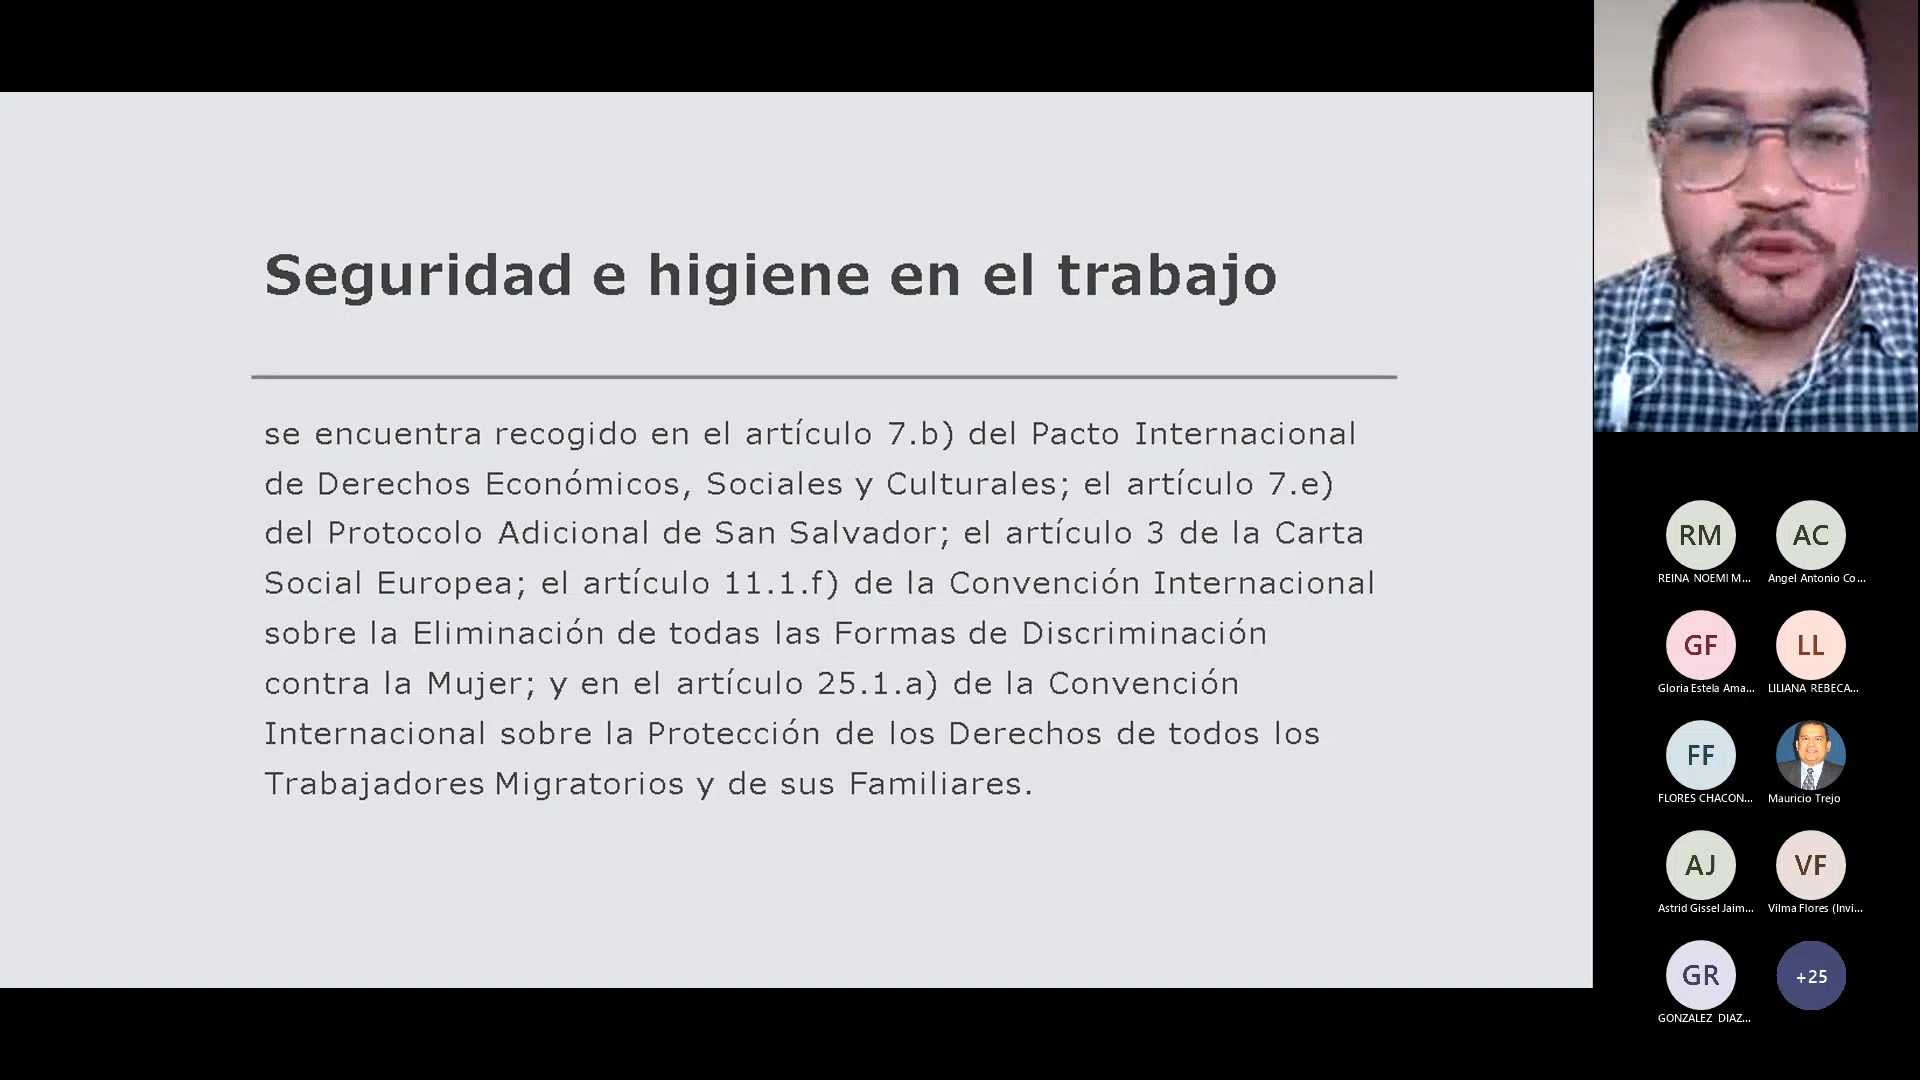 Seguridad e higiene en el trabajo
se encuentra recogido en el artículo 7.b) del Pacto Internacional
de Derechos Económicos, Sociales y Culturales; el artículo 7.e)
del Protocolo Adicional de San Salvador; el artículo 3 de la Carta
Social Europea; el artículo 11.1.f) de la Convención Internacional
sobre la Eliminación de todas las Formas de Discriminación
contra la Mujer; y en el artículo 25.1.a) de la Convención
Internacional sobre la Protección de los Derechos de todos los
Trabajadores Migratorios y de sus Familiares.
RM AC
REINA NOEMI M... Angel Antonio Co...
GF LL
Gloria Estela Ama... LILIANA REBECA...
FF
FLORES CHACON... Mauricio Trejo
AJ VF
Astrid Gissel Jaim... Vilma Flores (Invi...
GR +25
GONZALEZ DIAZ...